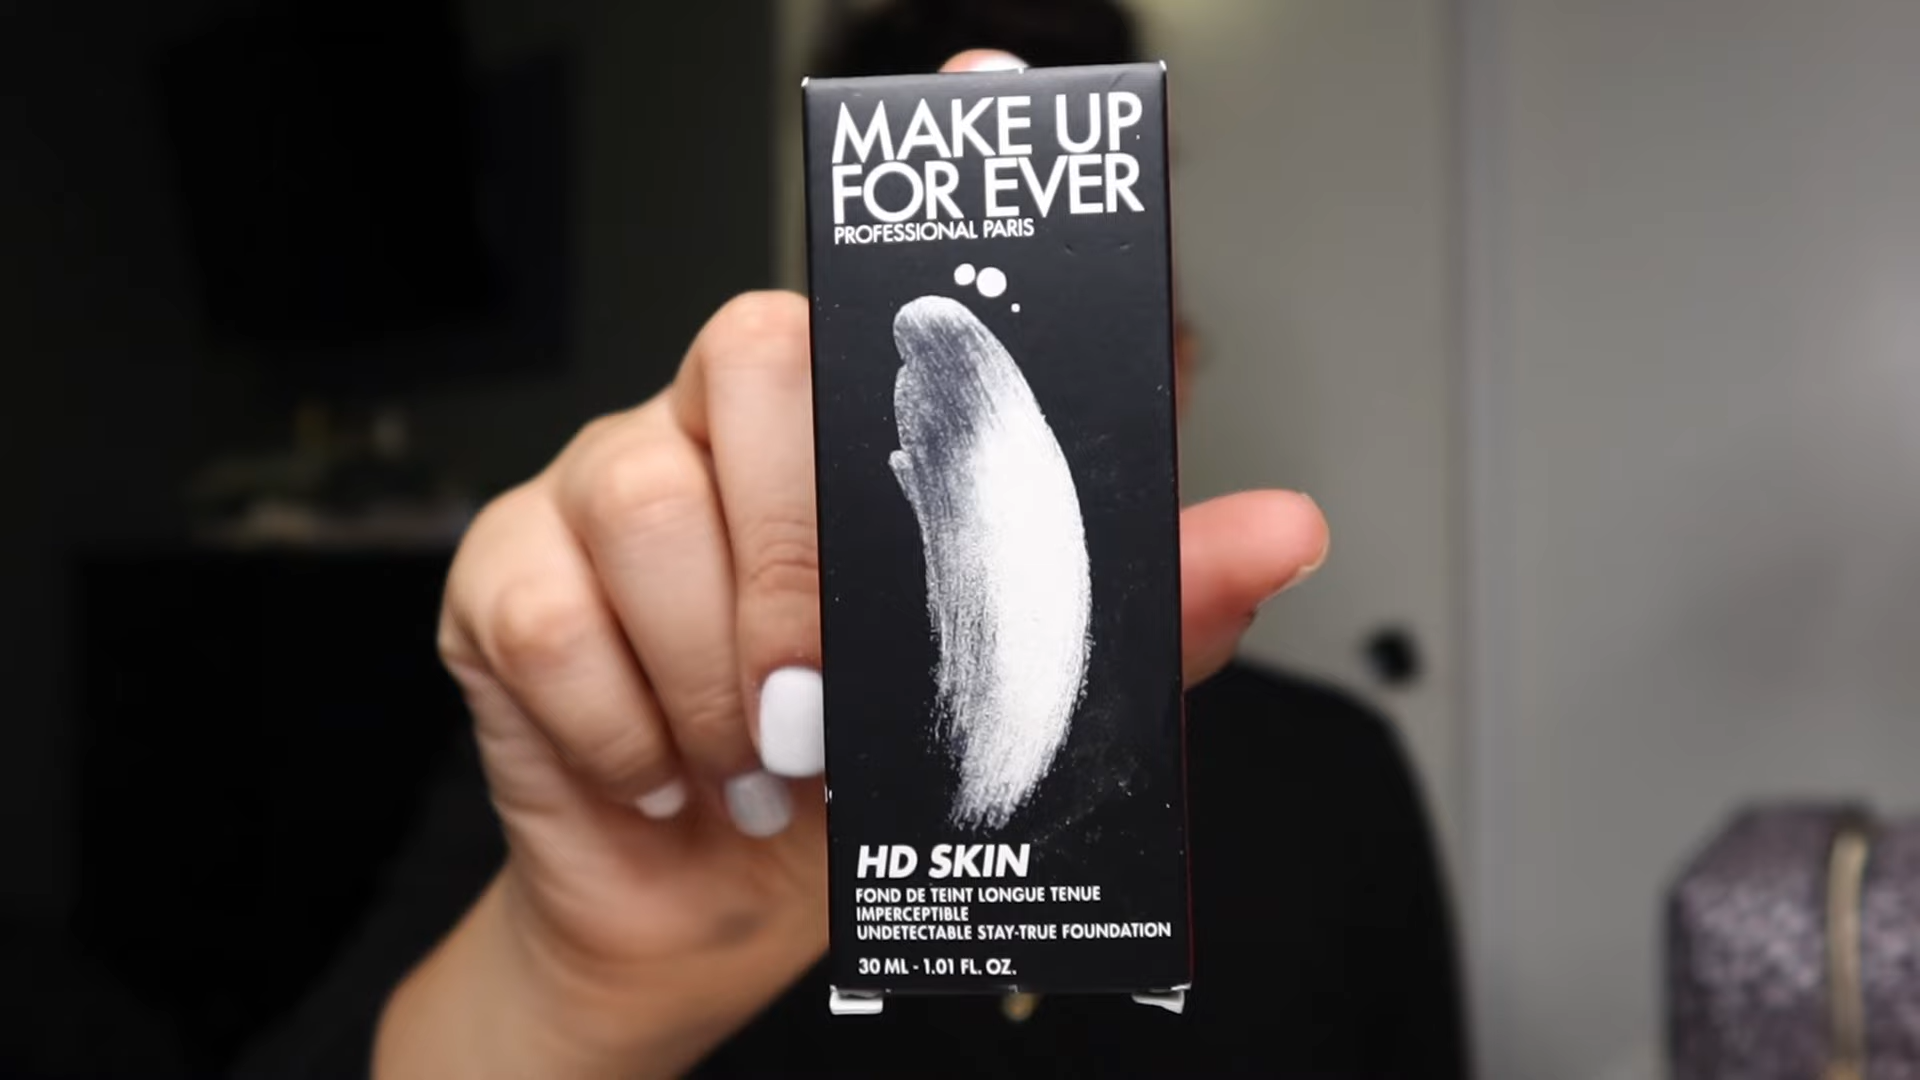 MAKE UP
FOR EVER
PROFESSIONAL PARIS
HD SKIN
FOND DE TEINT LONGUE TENUE
IMPERCEPTIBLE
UNDETECTABLE STAY-TRUE FOUNDATION
30 ML - 1.01 FL. OZ.